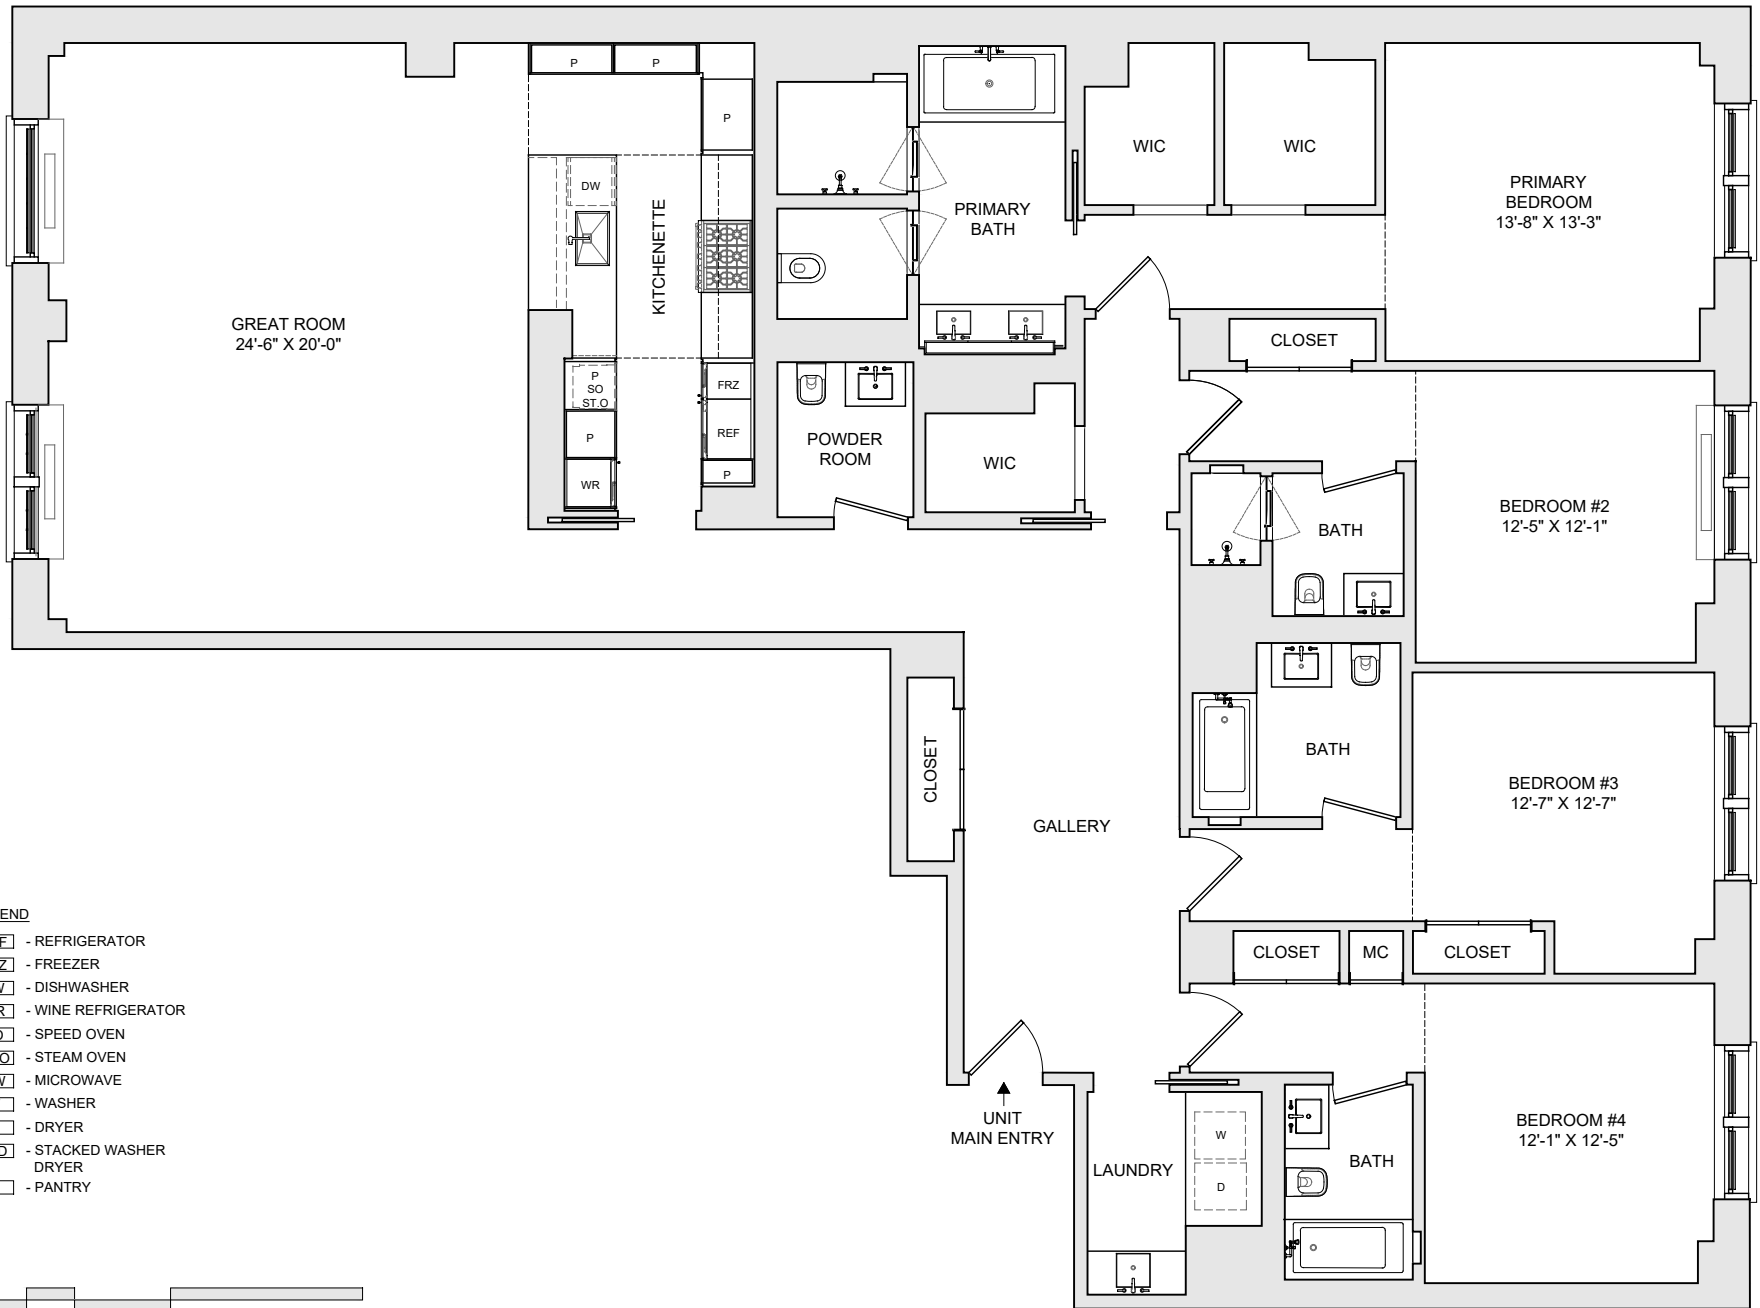 P
P
P
WIC
WIC
PRIMARY
BEDROOM
13'-8" X 13'-3"
DW
PRIMARY
BATH
KITCHENETTE
GREAT ROOM
24'-6" X 20'-0"
CLOSET
P
SO
ST.O
FRZ
P
REF
POWDER
ROOM
WIC
P
WR
BEDROOM #2
12'-5" X 12'-1"
BATH
BATH
CLOSET
BEDROOM #3
12'-7" X 12'-7"
GALLERY
CLOSET
MC
CLOSET
UNIT
MAIN ENTRY
BEDROOM #4
12'-1" X 12'-5"
W
BATH
LAUNDRY
D
END
F - REFRIGERATOR
Z - FREEZER
- DISHWASHER
R - WINE REFRIGERATOR
- SPEED OVEN
O - STEAM OVEN
- MICROWAVE
- WASHER
- DRYER
D - STACKED WASHER
DRYER
- PANTRY